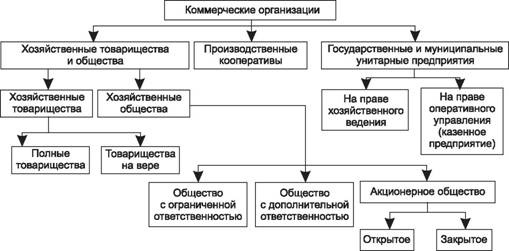 Коммерческие организации
Хозяйственные товарищества
и общества
Производственные
кооперативы
Государственные и муниципальные
унитарные предприятия
Хозяйственные
товарищества
Хозяйственные
общества
На праве
хозяйственного
ведения
На праве
оперативного
управления
(казенное
предприятие)
Полные
товарищества
Товарищества
на вере
Общество
с ограниченной
ответственностью
Общество
с дополнительной
ответственностью
Акционерное общество
Открытое
Закрытое